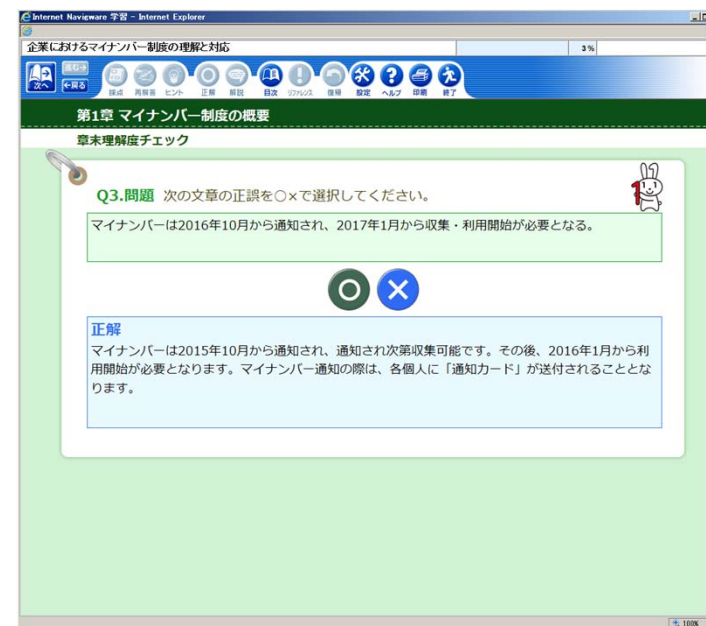 Internet Navigware 学習 - Internet Explorer
企業におけるマイナンバー制度の理解と対応
3%
次へ
進む→
←戻る
採点 再解答 ヒント 正解 解説 目次 リファレンス 復帰 設定 ヘルプ 印刷 終了
第1章 マイナンバー制度の概要
章末理解度チェック
Q3.問題 次の文章の正誤を○×で選択してください。
マイナンバーは2016年10月から通知され、2017年1月から収集・利用開始が必要となる。
正解
マイナンバーは2015年10月から通知され、通知され次第収集可能です。その後、2016年1月から利
用開始が必要となります。マイナンバー通知の際は、各個人に「通知カード」が送付されることとな
ります。
100%